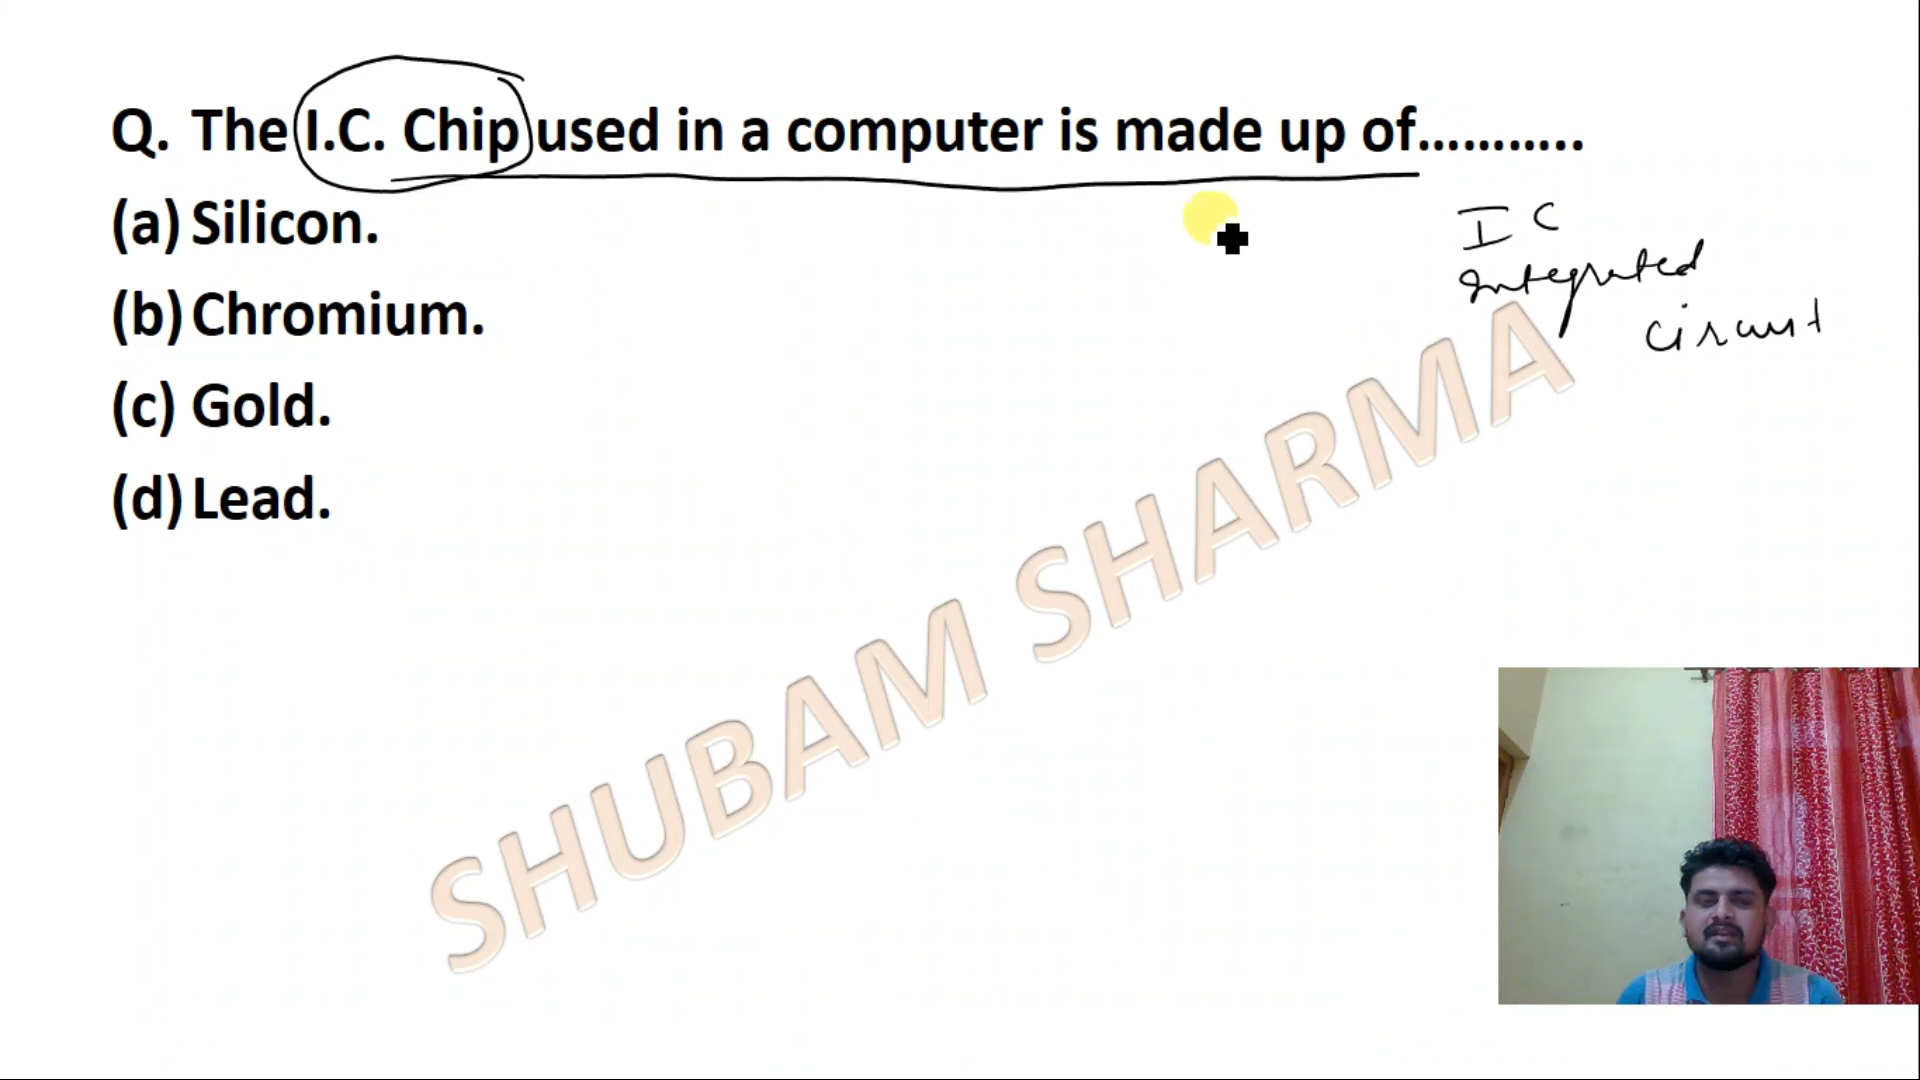 Q. The I.C. Chip used in a computer is made up of...........
(a) Silicon.
(b) Chromium.
(c) Gold.
(d) Lead.
I C
Integrated
circuit
SHUBAM SHARMA